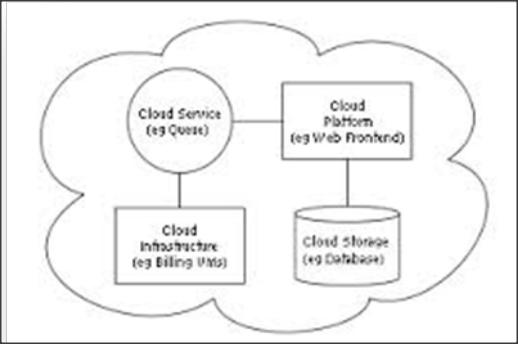 Cloud Service
(eg Queue)
Cloud
Platform
(eg Web Frontend)
Cloud
Infrastructure
(eg Billing VMs)
Cloud Storage
(eg Database)